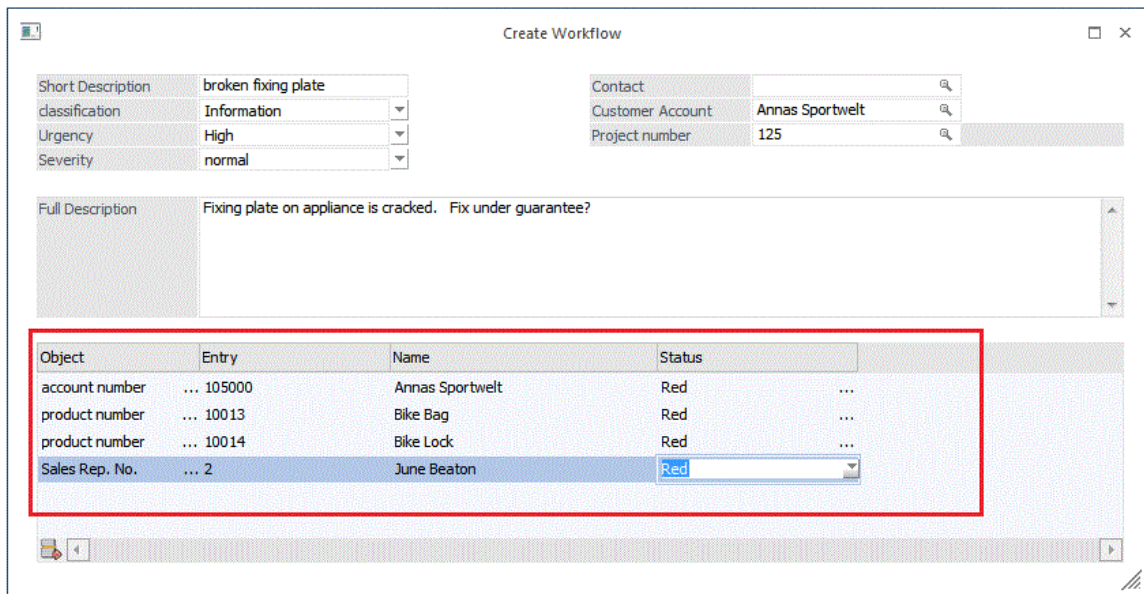 Create Workflow
Short Description broken fixing plate Contact
classification Information Customer Account Annas Sportwelt
Urgency High Project number 125
Severity normal
Full Description Fixing plate on appliance is cracked. Fix under guarantee?
Object Entry Name Status
account number ... 105000 Annas Sportwelt Red ...
product number ... 10013 Bike Bag Red ...
product number ... 10014 Bike Lock Red ...
Sales Rep. No. ... 2 June Beaton Red